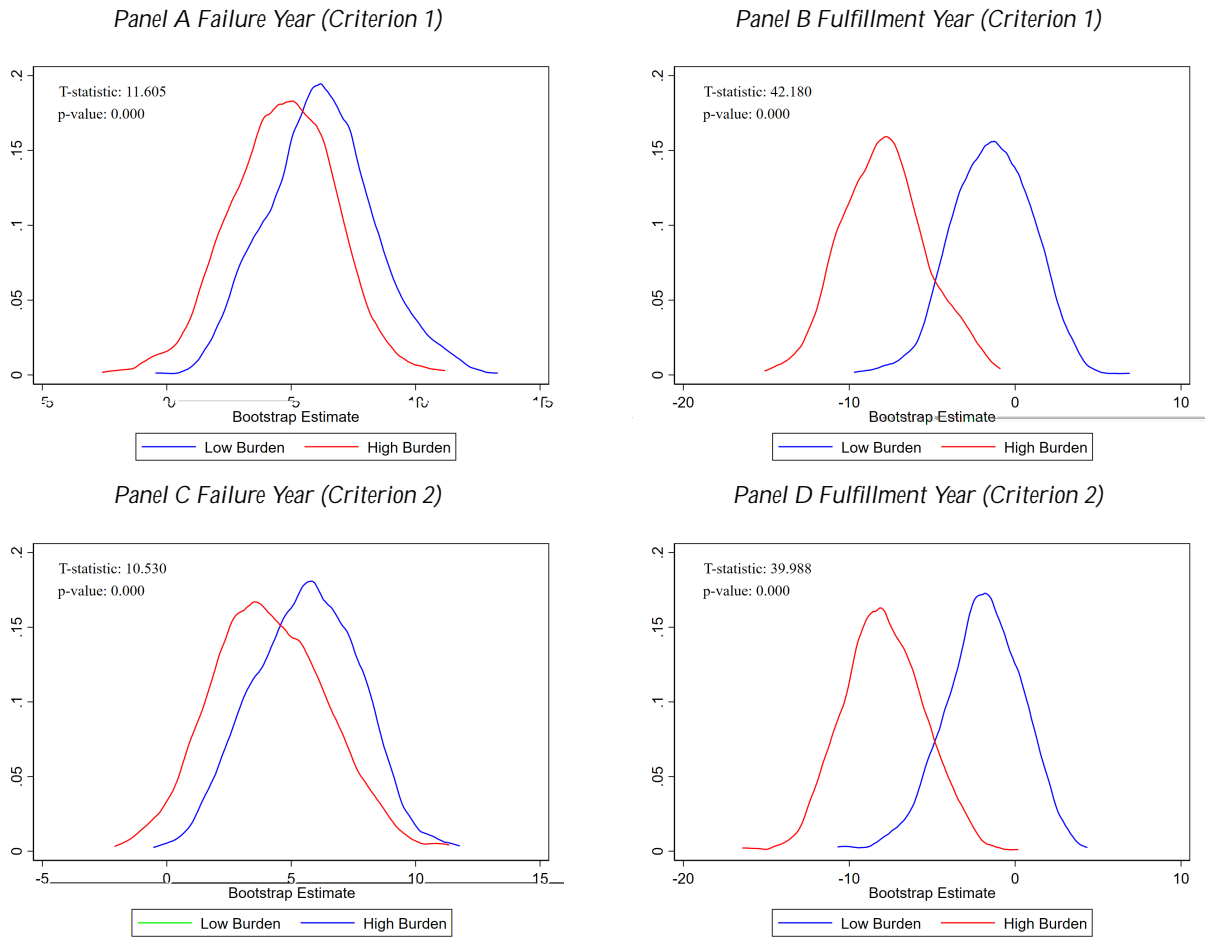 Panel A Failure Year (Criterion 1)
.2
.15
.1
.05
0
T-statistic: 11.605
p-value: 0.000
Bootstrap Estimate
Low Burden
High Burden
Panel B Fulfillment Year (Criterion 1)
.2
.15
.1
.05
0
T-statistic: 42.180
p-value: 0.000
-20
-10
0
10
Bootstrap Estimate
Low Burden
High Burden
Panel C Failure Year (Criterion 2)
.2
.15
.1
.05
0
T-statistic: 10.530
p-value: 0.000
-5
0
5
10
15
Bootstrap Estimate
Low Burden
High Burden
Panel D Fulfillment Year (Criterion 2)
.2
.15
.1
.05
0
T-statistic: 39.988
p-value: 0.000
-20
-10
0
10
Bootstrap Estimate
Low Burden
High Burden